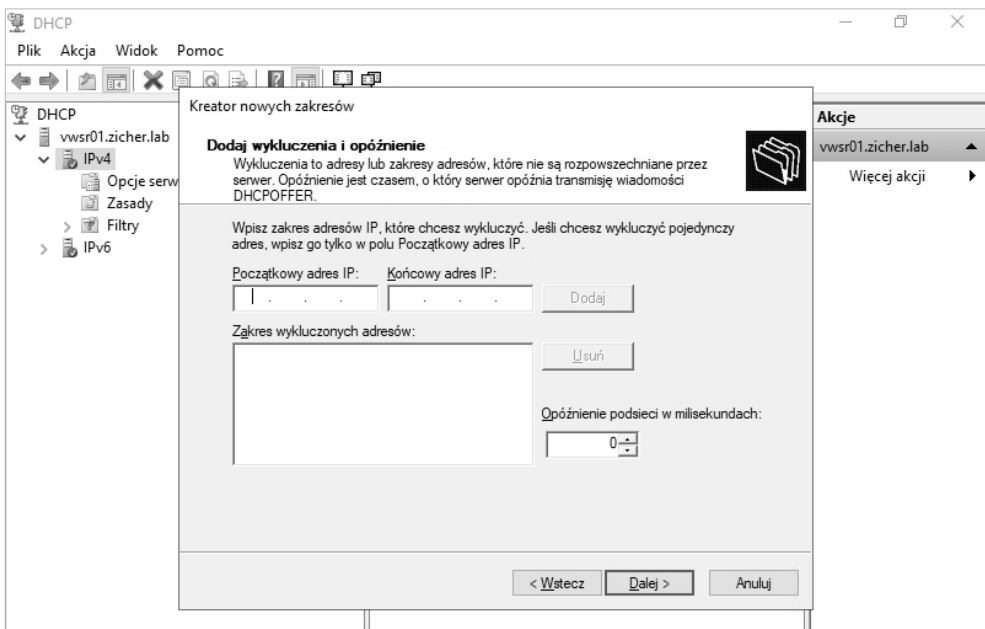 DHCP
Plik Akcja Widok Pomoc
DHCP
vwsr01.zicher.lab
IPv4
Opcje serw
Zasady
Filtry
IPv6
Kreator nowych zakresów
Dodaj wykluczenia i opóźnienie
Wykluczenia to adresy lub zakresy adresów, które nie są rozpowszechniane przez
serwer. Opóźnienie jest czasem, o który serwer opóźnia transmisję wiadomości
DHCPOFFER.
Wpisz zakres adresów IP, które chcesz wykluczyć. Jeśli chcesz wykluczyć pojedynczy
adres, wpisz go tylko w polu Początkowy adres IP.
Początkowy adres IP: Końcowy adres IP:
. . . . . . Dodaj
Zakres wykluczonych adresów:
Usuń
Opóźnienie podsieci w milisekundach:
0
< Wstecz Dalej > Anuluj
Akcje
vwsr01.zicher.lab
Więcej akcji